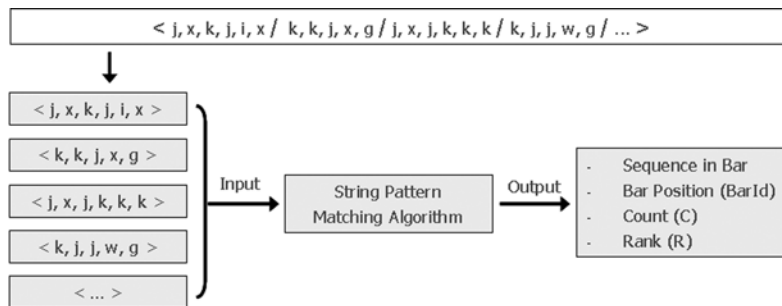 < j, x, k, j, i, x / k, k, j, x, g / j, x, j, k, k, k / k, j, j, w, g / ... >
< j, x, k, j, i, x >
< k, k, j, x, g >
< j, x, j, k, k, k >
< k, j, j, w, g >
< ... >
Input
String Pattern
Matching Algorithm
Output
- Sequence in Bar
- Bar Position (BarId)
- Count (C)
- Rank (R)